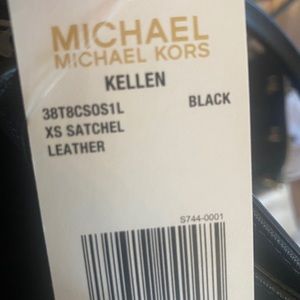 MICHAEL
MICHAEL KORS
KELLEN
38T8CS0S1L BLACK
XS SATCHEL
LEATHER
S744-0001